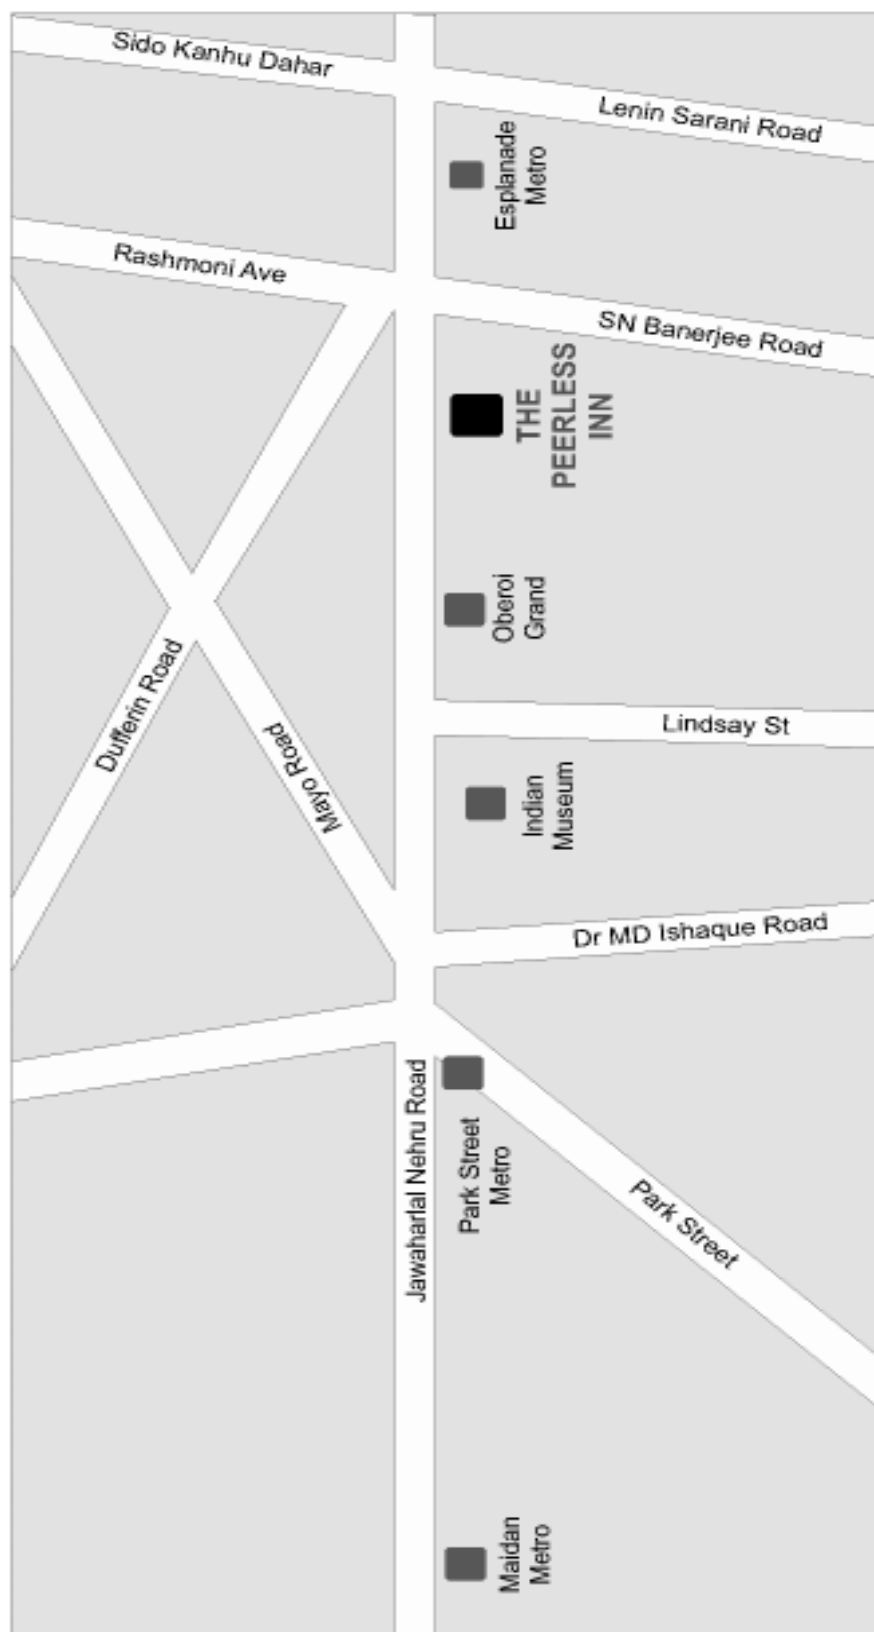 Sido Kanhu Dahar
Lenin Sarani Road
Esplanade
Metro
Rashmoni Ave
SN Banerjee Road
THE
PEERLESS
INN
Oberoi
Grand
Dufferin Road
Mayo Road
Lindsay St
Indian
Museum
Dr MD Ishaque Road
Jawaharlal Nehru Road
Park Street
Metro
Park Street
Maidan
Metro